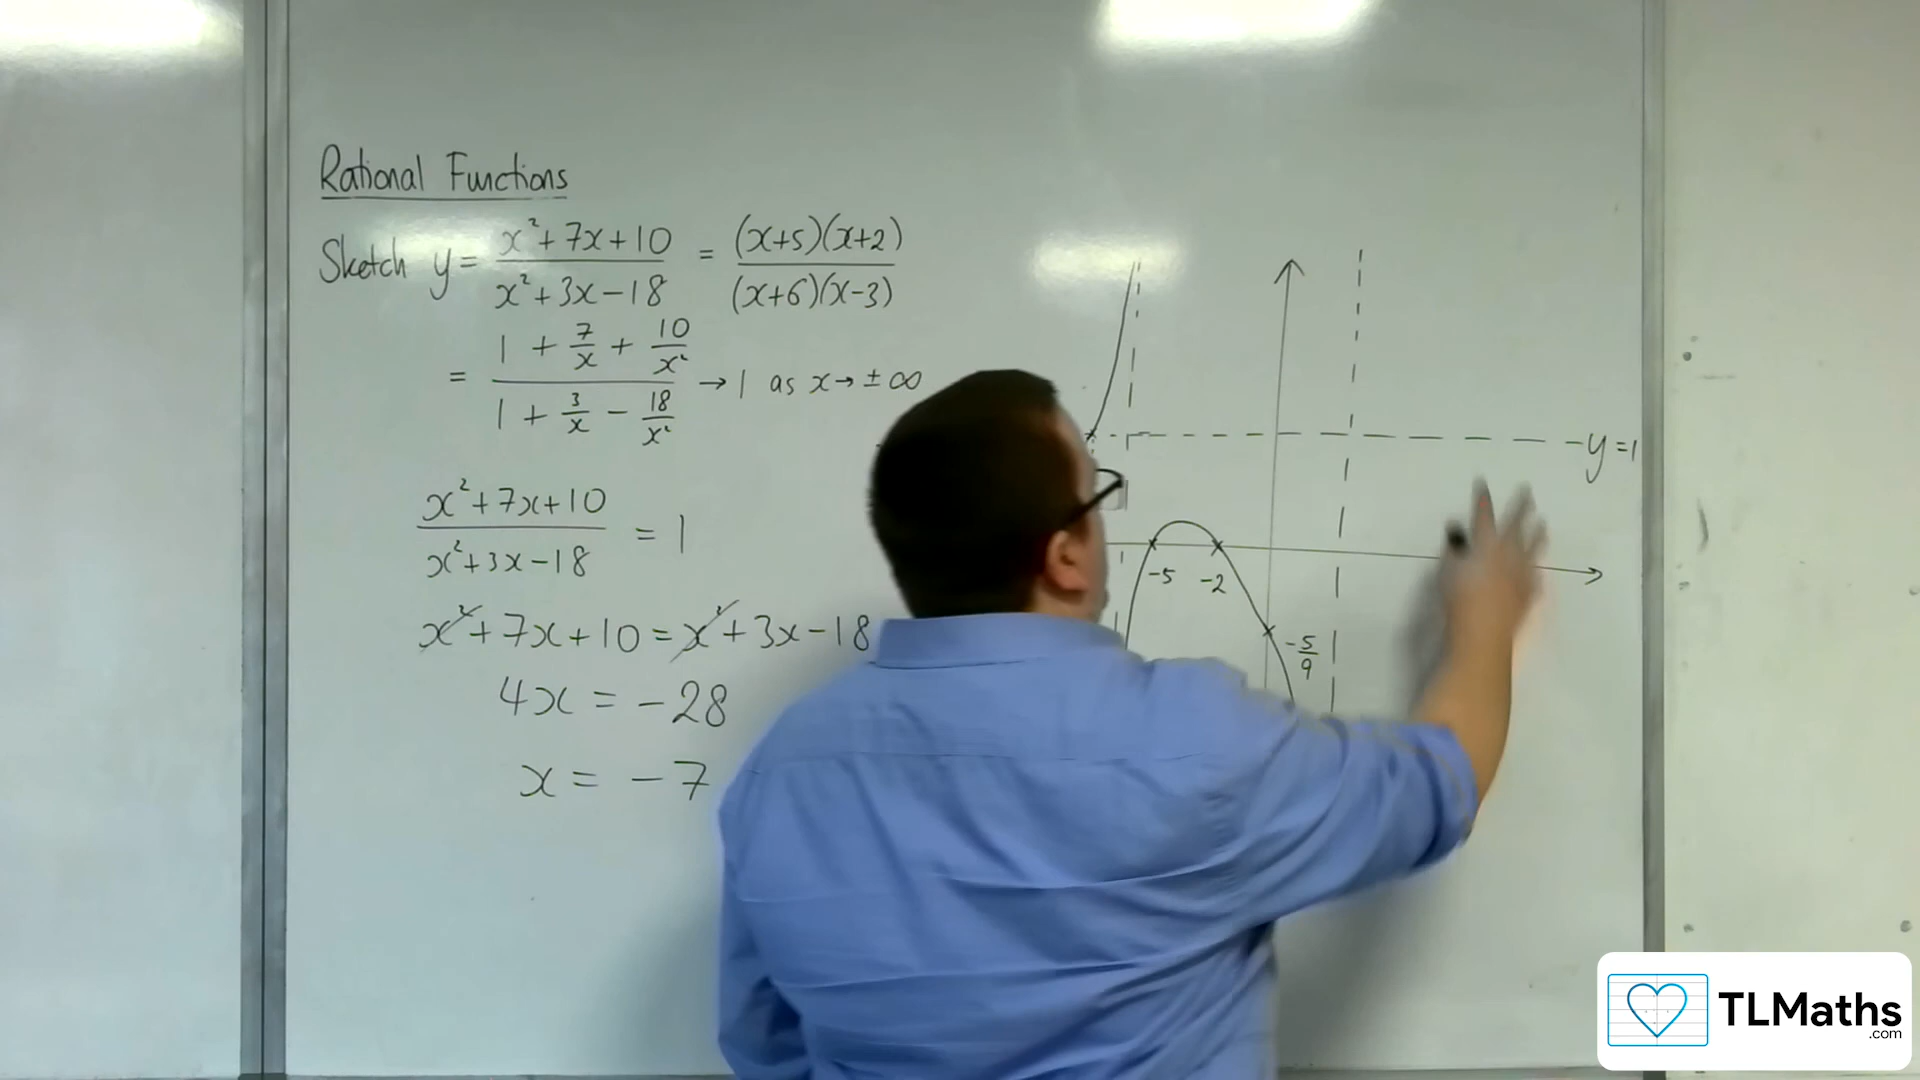 Rational Functions
Sketch y = (x²+7x+10)/(x²+3x-18) = ((x+5)(x+2))/((x+6)(x-3))
= (1 + 7/x + 10/x²)/(1 + 3/x - 18/x²) → 1 as x → ±∞
(x²+7x+10)/(x²+3x-18) = 1
x²+7x+10 = x²+3x-18
4x = -28
x = -7
y=1
-5 -2
-5/9
TLMaths
.com